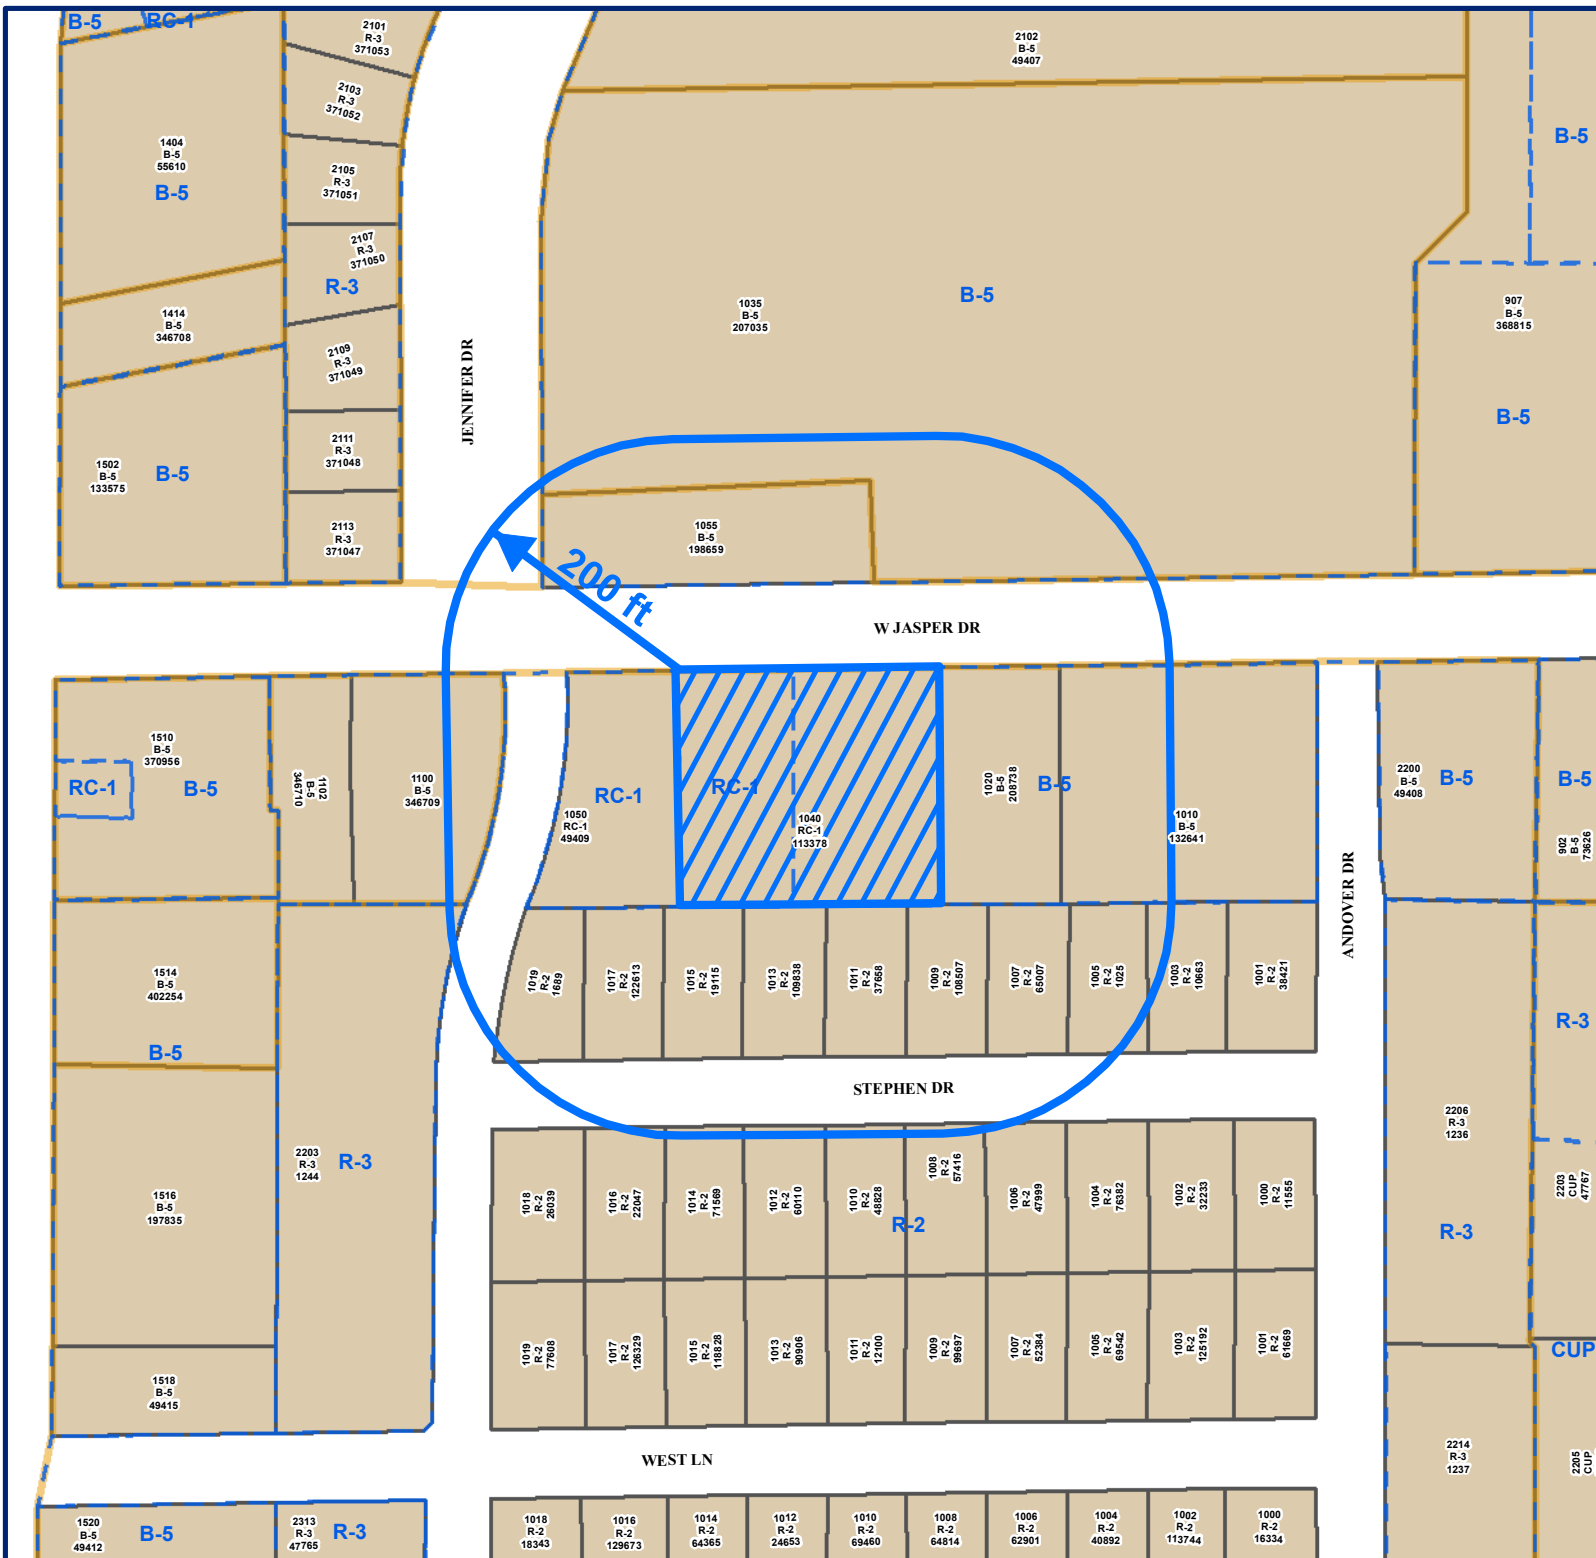 B-5
RC-1
2101
R-3
371053
2102
B-5
49407
2103
R-3
371052
1404
B-5
55610
B-5
B-5
2105
R-3
371051
2107
R-3
371050
R-3
1035
B-5
207035
B-5
907
B-5
368815
1414
B-5
346708
2109
R-3
371049
JENNIFER DR
B-5
2111
R-3
371048
1502
B-5
133575
B-5
2113
R-3
371047
1055
B-5
198659
200 ft
W JASPER DR
1510
B-5
370956
RC-1
B-5
1102
B-5
346710
1100
B-5
346709
RC-1
1050
RC-1
49409
RC-1
1040
RC-1
113378
1020
B-5
208738
B-5
1010
B-5
132641
2200
B-5
49408
B-5
B-5
902
B-5
73626
ANDOVER DR
1514
B-5
402254
B-5
1019
R-2
1689
1017
R-2
122613
1015
R-2
19115
1013
R-2
109838
1011
R-2
37658
1009
R-2
108507
1007
R-2
65007
1005
R-2
1025
1003
R-2
10663
1001
R-2
38421
R-3
STEPHEN DR
2203
R-3
1244
R-3
2206
R-3
1236
R-3
1516
B-5
197835
1018
R-2
26039
1016
R-2
22047
1014
R-2
71569
1012
R-2
60110
1010
R-2
48828
1008
R-2
57416
R-2
1006
R-2
47999
1004
R-2
76382
1002
R-2
32233
1000
R-2
11555
2203
CUP
47767
1518
B-5
49415
1019
R-2
77608
1017
R-2
126329
1015
R-2
118828
1013
R-2
90906
1011
R-2
12100
1009
R-2
99697
1007
R-2
52384
1005
R-2
69542
1003
R-2
125192
1001
R-2
61669
CUP
WEST LN
2214
R-3
1237
2205
CUP
1520
B-5
49412
B-5
2313
R-3
47765
R-3
1018
R-2
18343
1016
R-2
129673
1014
R-2
64365
1012
R-2
24653
1010
R-2
69460
1008
R-2
64814
1006
R-2
62901
1004
R-2
40892
1002
R-2
113744
1000
R-2
16334